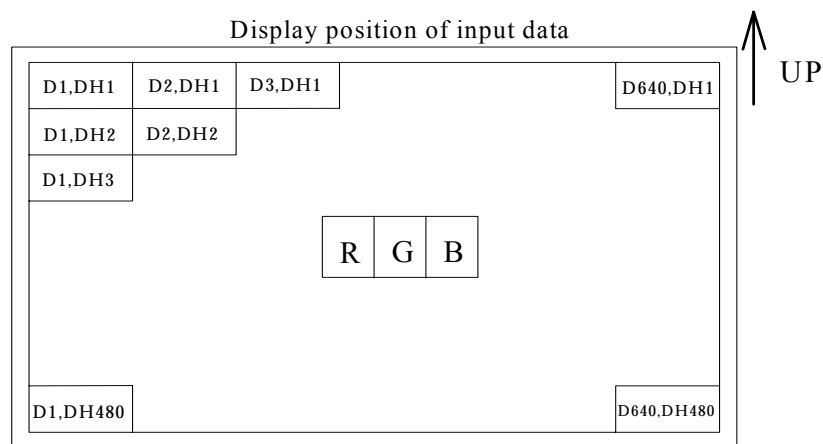 Display position of input data
UP
D1,DH1 D2,DH1 D3,DH1 D640,DH1
D1,DH2 D2,DH2
D1,DH3
R G B
D1,DH480 D640,DH480